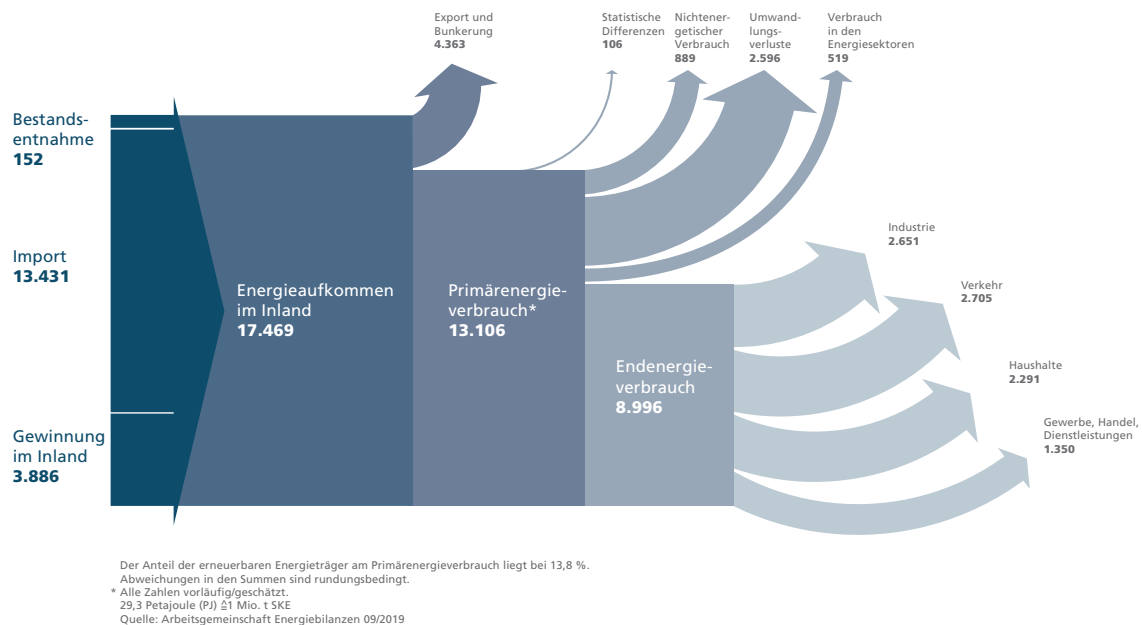 Export und
Bunkerung
4.363
Statistische
Differenzen
106
Nichtener-
getischer
Verbrauch
889
Umwand-
lungs-
verluste
2.596
Verbrauch
in den
Energiesektoren
519
Bestands-
entnahme
152
Import
13.431
Gewinnung
im Inland
3.886
Energieaufkommen
im Inland
17.469
Primärenergie-
verbrauch*
13.106
Endenergie-
verbrauch
8.996
Industrie
2.651
Verkehr
2.705
Haushalte
2.291
Gewerbe, Handel,
Dienstleistungen
1.350
Der Anteil der erneuerbaren Energieträger am Primärenergieverbrauch liegt bei 13,8 %.
Abweichungen in den Summen sind rundungsbedingt.
* Alle Zahlen vorläufig/geschätzt.
29,3 Petajoule (PJ) ≙1 Mio. t SKE
Quelle: Arbeitsgemeinschaft Energiebilanzen 09/2019